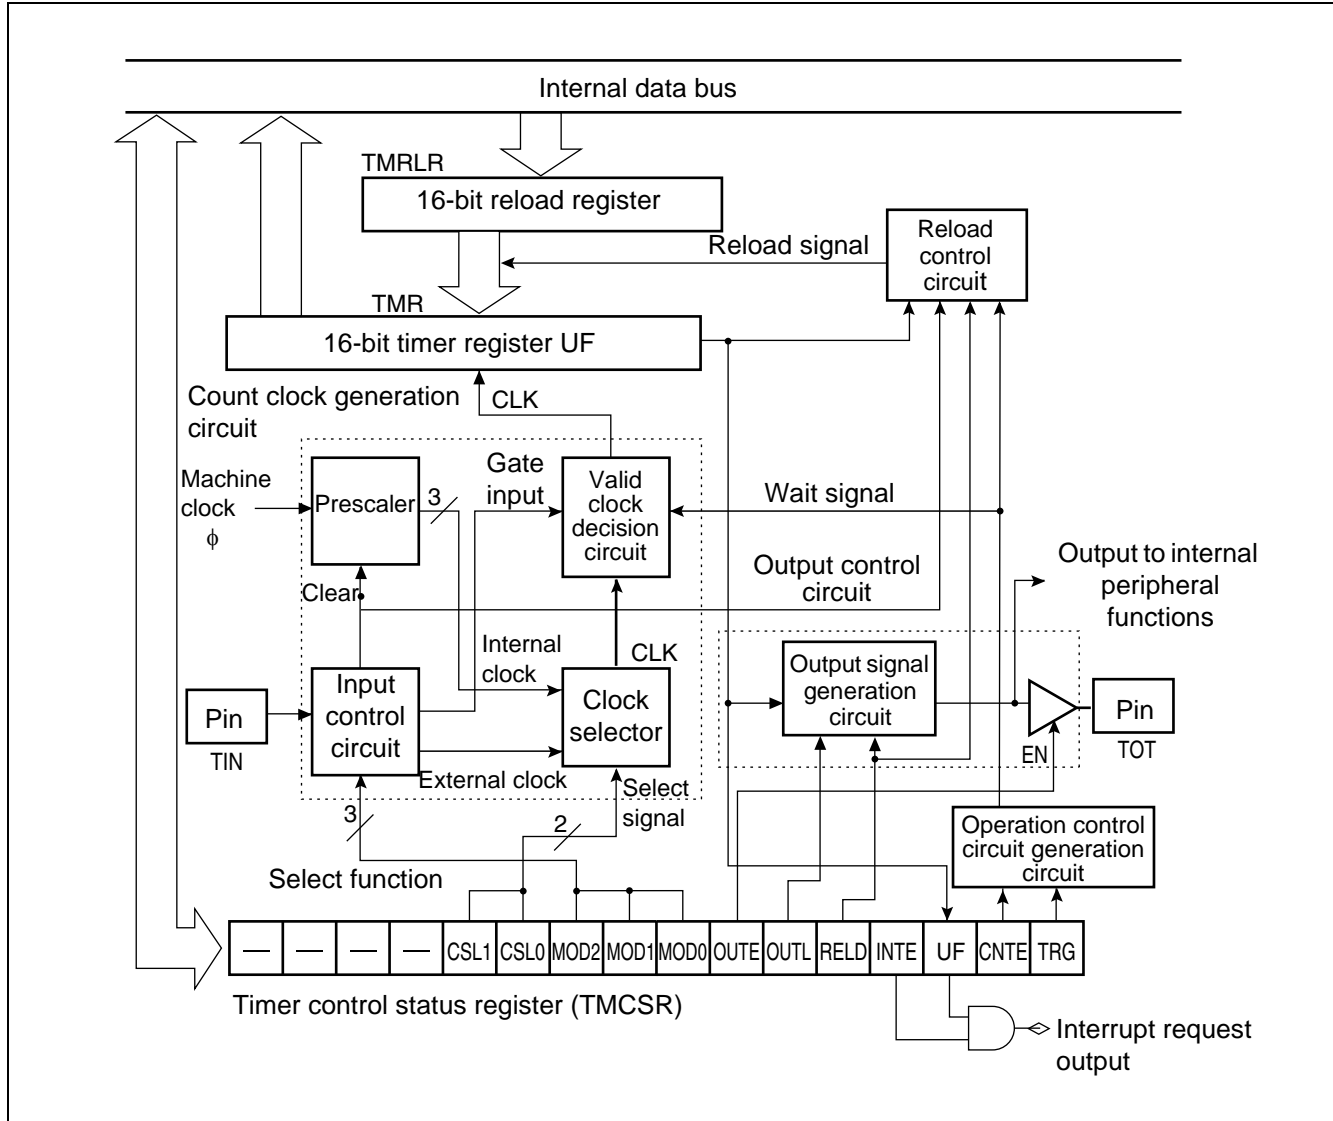 Internal data bus
TMRLR
16-bit reload register
Reload signal
Reload
control
circuit
TMR
16-bit timer register UF
Count clock generation
circuit
CLK
Machine
clock
ϕ
Prescaler
3
Gate
input
Valid
clock
decision
circuit
Wait signal
Clear
Output control
circuit
Output to internal
peripheral
functions
Internal
clock
CLK
Pin
TIN
Input
control
circuit
Clock
selector
External clock
Output signal
generation
circuit
EN
Pin
TOT
3
2
Select
signal
Select function
Operation control
circuit generation
circuit
— — — — CSL1 CSL0 MOD2 MOD1 MOD0 OUTE OUTL RELD INTE UF CNTE TRG
Timer control status register (TMCSR)
Interrupt request
output